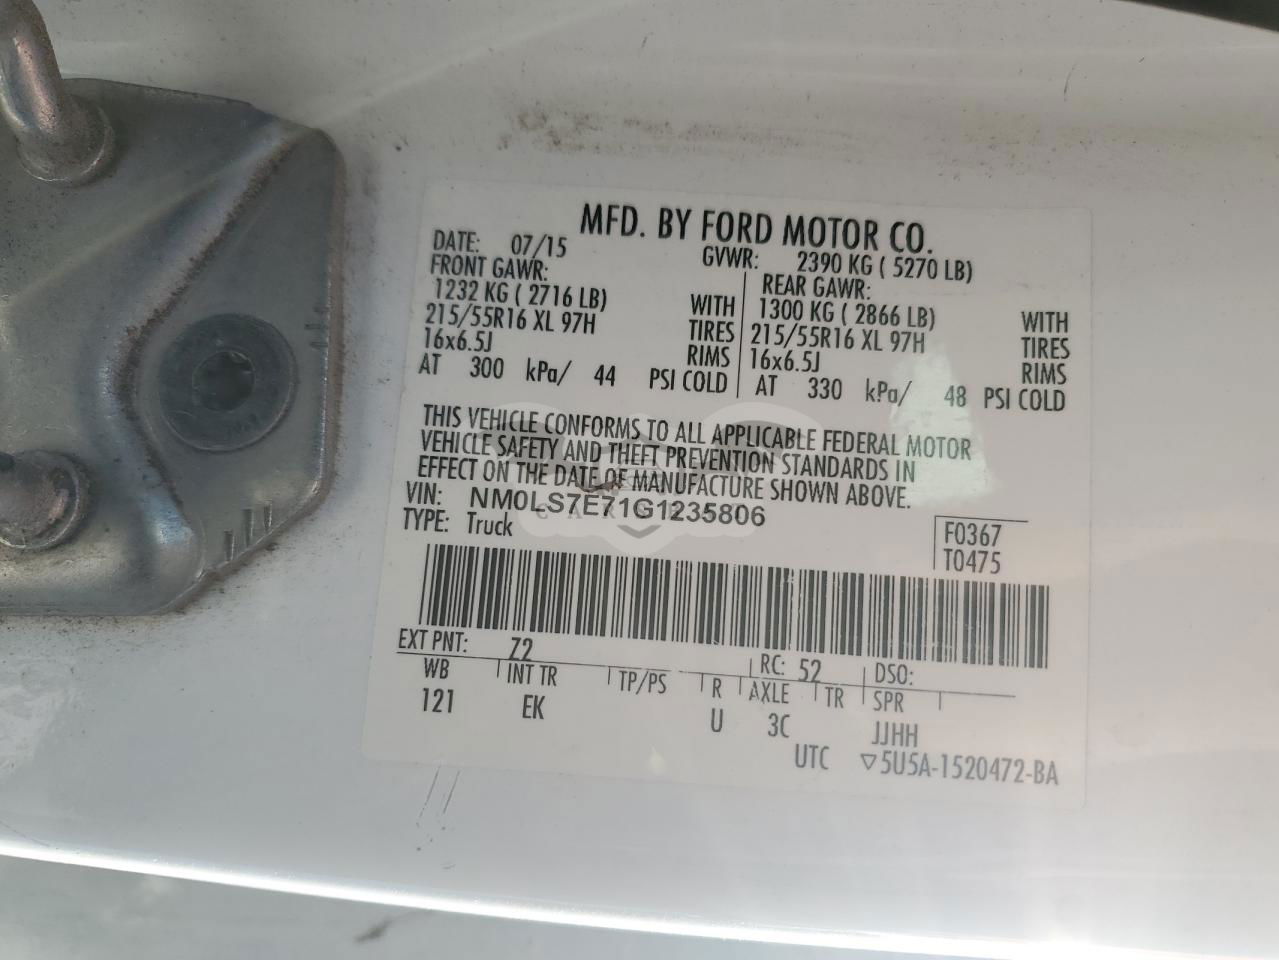 MFD. BY FORD MOTOR CO.
DATE: 07/15 GVWR: 2390 KG ( 5270 LB)
FRONT GAWR: REAR GAWR:
1232 KG ( 2716 LB) WITH 1300 KG ( 2866 LB) WITH
215/55R16 XL 97H TIRES 215/55R16 XL 97H TIRES
16x6.5J RIMS 16x6.5J RIMS
AT 300 kPa/ 44 PSI COLD AT 330 kPa/ 48 PSI COLD
THIS VEHICLE CONFORMS TO ALL APPLICABLE FEDERAL MOTOR
VEHICLE SAFETY AND THEFT PREVENTION STANDARDS IN
EFFECT ON THE DATE OF MANUFACTURE SHOWN ABOVE.
VIN: NM0LS7E71G1235806
TYPE: Truck
F0367
T0475
EXT PNT: Z2 RC: 52 DSO:
WB INT TR TP/PS R AXLE TR SPR
121 EK U 3C JJHH
UTC ▽5U5A-1520472-BA